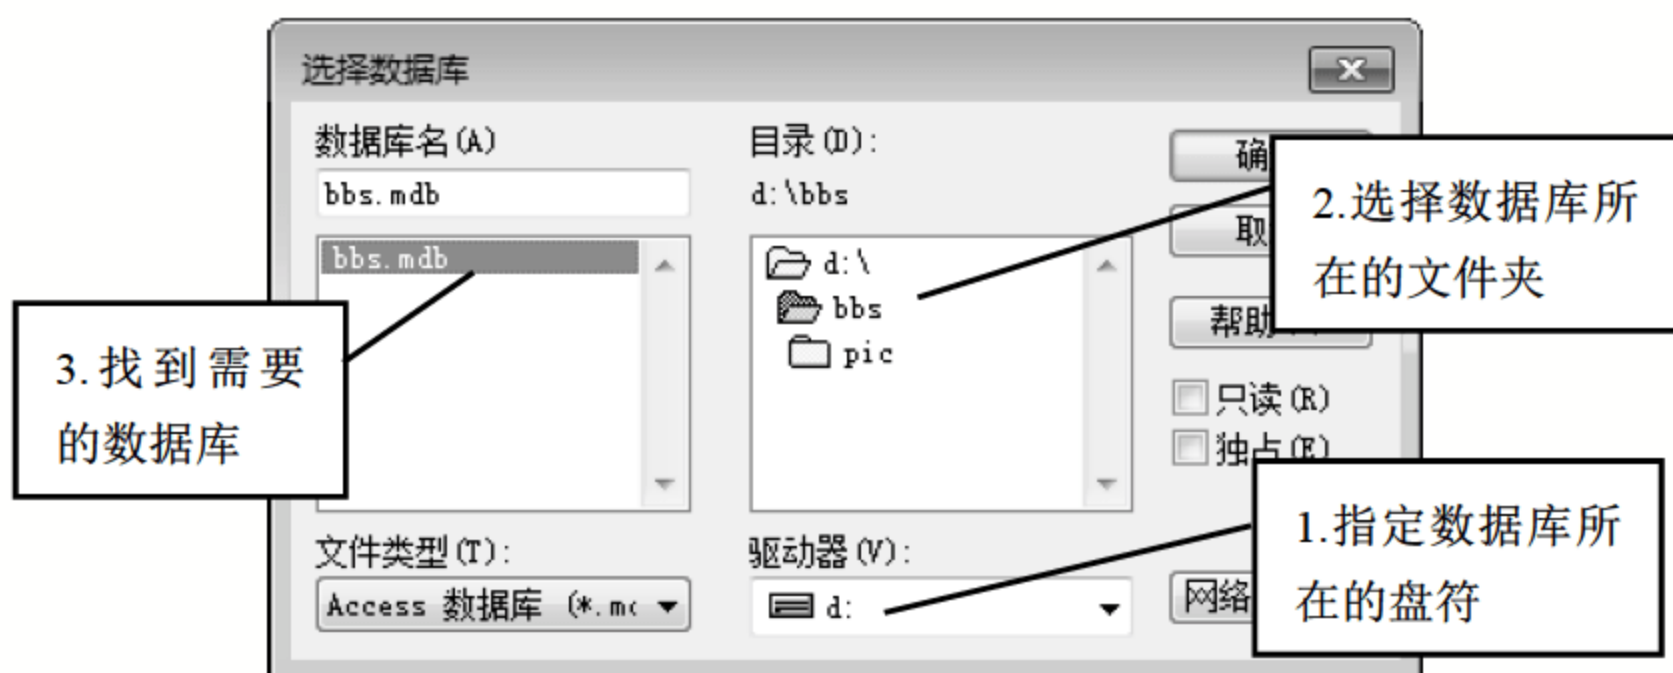 选择数据库
数据库名(A)
bbs.mdb
bbs.mdb
目录(D):
d:\bbs
d:\
bbs
pic
确
取
帮助
只读(R)
独占(E)
文件类型(T):
Access 数据库 (*.m
驱动器(V):
d:
网络
2.选择数据库所
在的文件夹
3.找到需要
的数据库
1.指定数据库所
在的盘符